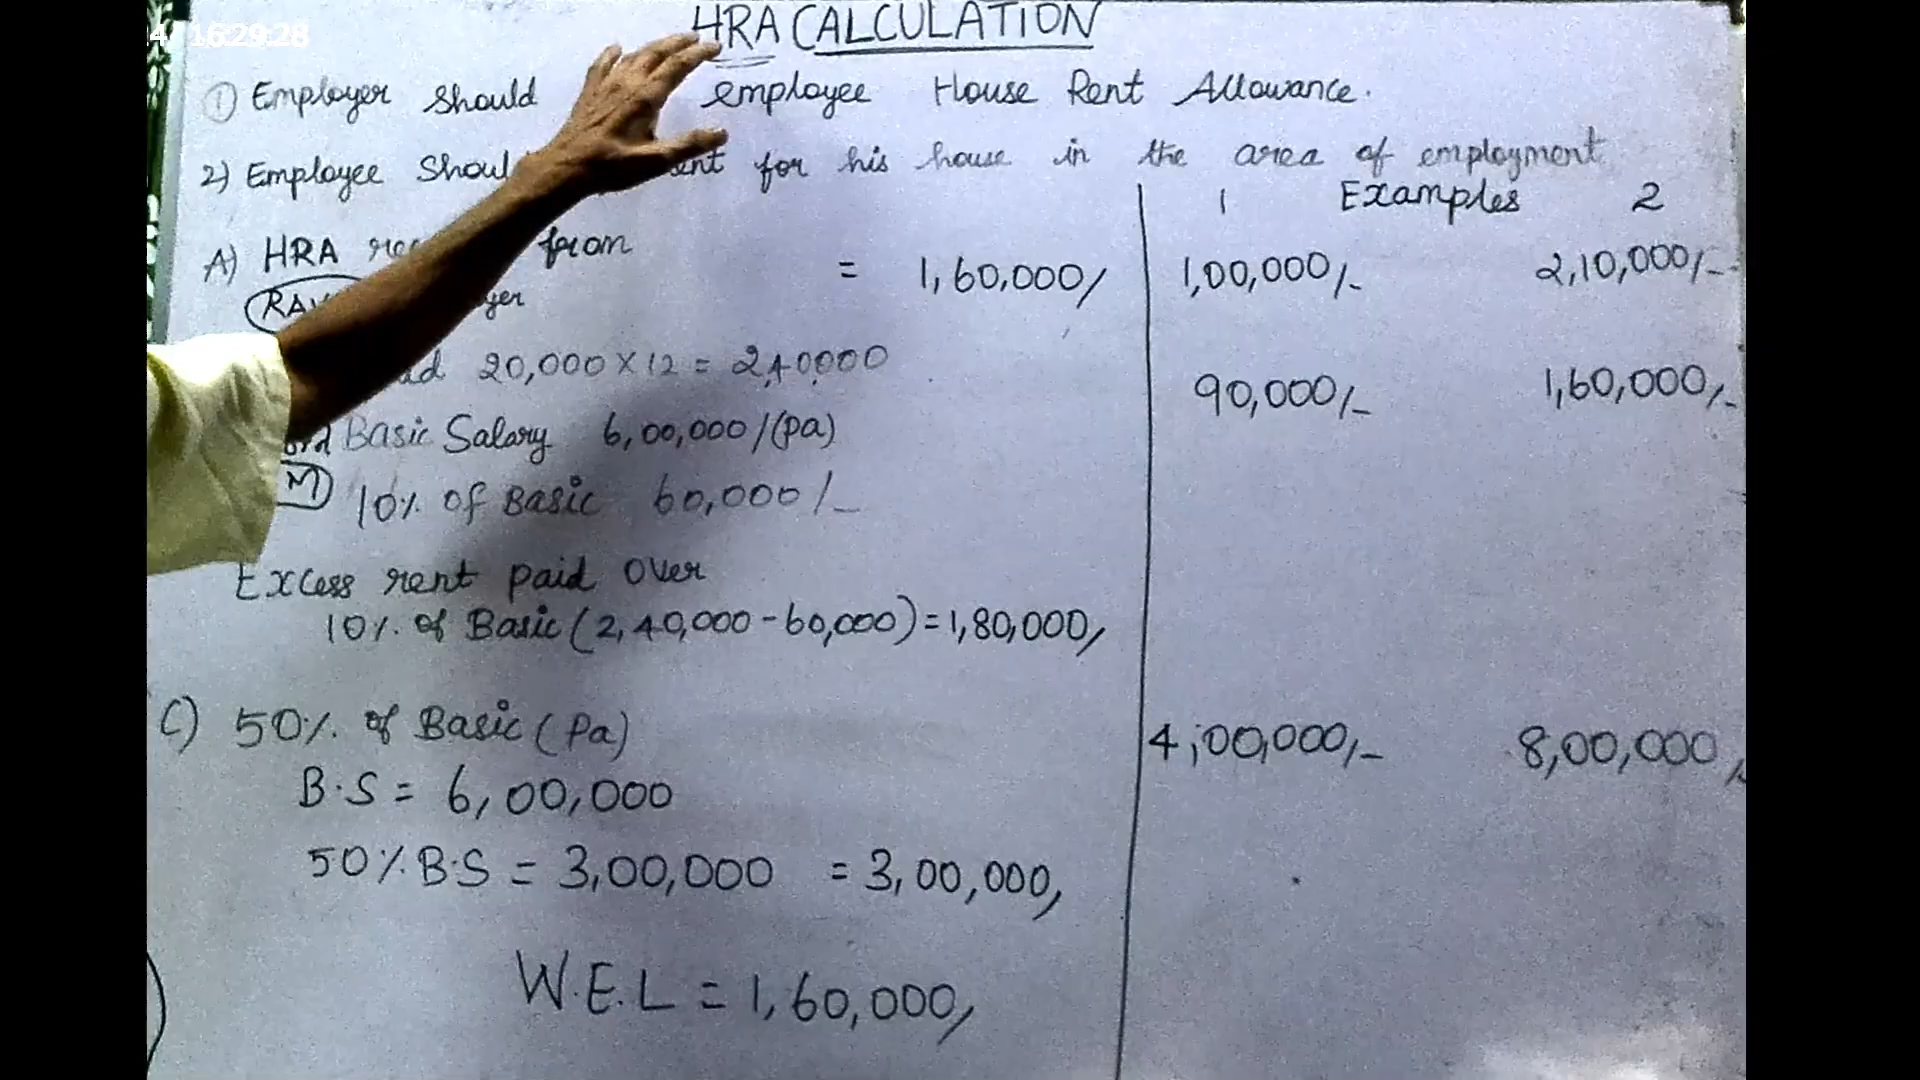 4 16:29:28
HRA CALCULATION
① Employer Should employee House Rent Allowance.
2) Employee for his house in the area of employment
1 Examples 2
A) HRA from = 1,60,000/ 1,00,000/- 2,10,000/-
20,000 X 12 = 2,40,000 90,000/- 1,60,000/-
Basic Salary 6,00,000/(pa)
M 10% of Basic 60,000/-
Excess rent paid Over
10% of Basic (2,40,000 - 60,000) = 1,80,000/
C) 50% of Basic (Pa) 4,00,000/- 8,00,000/-
B.S = 6,00,000
50% B.S = 3,00,000 = 3,00,000/
W.E.L = 1,60,000/